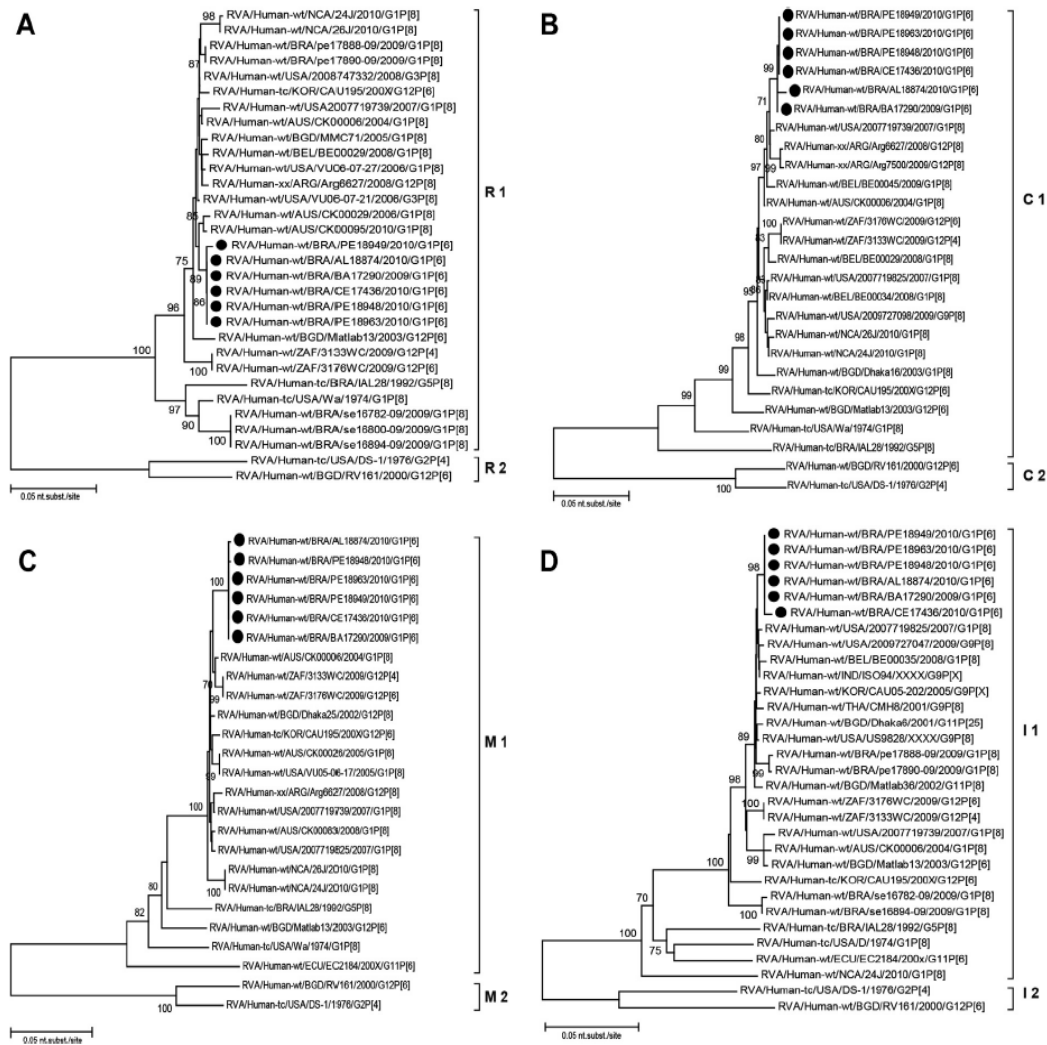 A
98
RVA/Human-wt/NCA/24J/2010/G1P[8]
RVA/Human-wt/NCA/26J/2010/G1P[8]
RVA/Human-wt/BRA/pe17888-09/2009/G1P[8]
87
RVA/Human-wt/BRA/pe17890-09/2009/G1P[8]
RVA/Human-wt/USA/2008747332/2008/G3P[8]
RVA/Human-tc/KOR/CAU195/200X/G12P[6]
RVA/Human-wt/USA2007719739/2007/G1P[8]
RVA/Human-wt/AUS/CK00006/2004/G1P[8]
RVA/Human-wt/BGD/MMC71/2005/G1P[8]
RVA/Human-wt/BEL/BE00029/2008/G1P[8]
RVA/Human-wt/USA/VU06-07-27/2006/G1P[8]
RVA/Human-xx/ARG/Arg6627/2008/G12P[8]
RVA/Human-wt/USA/VU06-07-21/2006/G3P[8]
85
RVA/Human-wt/AUS/CK00029/2006/G1P[8]
RVA/Human-wt/AUS/CK00095/2010/G1P[8]
RVA/Human-wt/BRA/PE18949/2010/G1P[6]
75
RVA/Human-wt/BRA/AL18874/2010/G1P[6]
89
RVA/Human-wt/BRA/BA17290/2009/G1P[6]
RVA/Human-wt/BRA/CE17436/2010/G1P[6]
86
RVA/Human-wt/BRA/PE18948/2010/G1P[6]
96
RVA/Human-wt/BRA/PE18963/2010/G1P[6]
RVA/Human-wt/BGD/Matlab13/2003/G12P[6]
100
RVA/Human-wt/ZAF/3133WC/2009/G12P[4]
100
RVA/Human-wt/ZAF/3176WC/2009/G12P[6]
RVA/Human-tc/BRA/IAL28/1992/G5P[8]
97
RVA/Human-tc/USA/Wa/1974/G1P[8]
90
RVA/Human-wt/BRA/se16782-09/2009/G1P[8]
RVA/Human-wt/BRA/se16800-09/2009/G1P[8]
100
RVA/Human-wt/BRA/se16894-09/2009/G1P[8]
RVA/Human-tc/USA/DS-1/1976/G2P[4]
RVA/Human-wt/BGD/RV161/2000/G12P[6]
R 1
R 2
0.05 nt.subst./site
B
RVA/Human-wt/BRA/PE18949/2010/G1P[6]
RVA/Human-wt/BRA/PE18963/2010/G1P[6]
RVA/Human-wt/BRA/PE18948/2010/G1P[6]
99
RVA/Human-wt/BRA/CE17436/2010/G1P[6]
RVA/Human-wt/BRA/AL18874/2010/G1P[6]
71
RVA/Human-wt/BRA/BA17290/2009/G1P[6]
RVA/Human-wt/USA/2007719739/2007/G1P[8]
80
RVA/Human-xx/ARG/Arg6627/2008/G12P[8]
97
99
RVA/Human-xx/ARG/Arg7500/2009/G12P[8]
RVA/Human-wt/BEL/BE00045/2009/G1P[8]
RVA/Human-wt/AUS/CK00006/2004/G1P[8]
100
RVA/Human-wt/ZAF/3176WC/2009/G12P[6]
RVA/Human-wt/ZAF/3133WC/2009/G12P[4]
RVA/Human-wt/BEL/BE00029/2008/G1P[8]
RVA/Human-wt/USA/2007719825/2007/G1P[8]
RVA/Human-wt/BEL/BE00034/2008/G1P[8]
RVA/Human-wt/USA/2009727098/2009/G9P[8]
98
RVA/Human-wt/NCA/26J/2010/G1P[8]
RVA/Human-wt/NCA/24J/2010/G1P[8]
99
RVA/Human-wt/BGD/Dhaka16/2003/G1P[8]
RVA/Human-tc/KOR/CAU195/200X/G12P[6]
99
RVA/Human-wt/BGD/Matlab13/2003/G12P[6]
RVA/Human-tc/USA/Wa/1974/G1P[8]
RVA/Human-tc/BRA/IAL28/1992/G5P[8]
RVA/Human-wt/BGD/RV161/2000/G12P[6]
100
RVA/Human-tc/USA/DS-1/1976/G2P[4]
C 1
C 2
0.05 nt.subst./site
C
RVA/Human-wt/BRA/AL18874/2010/G1P[6]
RVA/Human-wt/BRA/PE18948/2010/G1P[6]
100
RVA/Human-wt/BRA/PE18963/2010/G1P[6]
RVA/Human-wt/BRA/PE18949/2010/G1P[6]
RVA/Human-wt/BRA/CE17436/2010/G1P[6]
RVA/Human-wt/BRA/BA17290/2009/G1P[6]
RVA/Human-wt/AUS/CK00006/2004/G1P[8]
RVA/Human-wt/ZAF/3133WC/2009/G12P[4]
99
RVA/Human-wt/ZAF/3176WC/2009/G12P[6]
RVA/Human-wt/BGD/Dhaka25/2002/G12P[8]
RVA/Human-tc/KOR/CAU195/200X/G12P[6]
RVA/Human-wt/AUS/CK00026/2005/G1P[8]
99
RVA/Human-wt/USA/VU05-06-17/2005/G1P[8]
RVA/Human-xx/ARG/Arg6627/2008/G12P[8]
100
RVA/Human-wt/USA/2007719739/2007/G1P[8]
RVA/Human-wt/AUS/CK00083/2008/G1P[8]
RVA/Human-wt/USA/2007719825/2007/G1P[8]
RVA/Human-wt/NCA/26J/2010/G1P[8]
100
RVA/Human-wt/NCA/24J/2010/G1P[8]
80
RVA/Human-tc/BRA/IAL28/1992/G5P[8]
82
RVA/Human-wt/BGD/Matlab13/2003/G12P[6]
RVA/Human-tc/USA/Wa/1974/G1P[8]
RVA/Human-wt/ECU/EC2184/200X/G11P[6]
RVA/Human-wt/BGD/RV161/2000/G12P[6]
100
RVA/Human-tc/USA/DS-1/1976/G2P[4]
M 1
M 2
0.05 nt.subst./site
D
RVA/Human-wt/BRA/PE18949/2010/G1P[6]
RVA/Human-wt/BRA/PE18963/2010/G1P[6]
98
RVA/Human-wt/BRA/PE18948/2010/G1P[6]
RVA/Human-wt/BRA/AL18874/2010/G1P[6]
RVA/Human-wt/BRA/BA17290/2009/G1P[6]
RVA/Human-wt/BRA/CE17436/2010/G1P[6]
RVA/Human-wt/USA/2007719825/2007/G1P[8]
RVA/Human-wt/USA/2009727047/2009/G9P[8]
RVA/Human-wt/BEL/BE00035/2008/G1P[8]
RVA/Human-wt/IND/ISO94/XXXX/G9P[X]
RVA/Human-wt/KOR/CAU05-202/2005/G9P[X]
RVA/Human-wt/THA/CMH8/2001/G9P[8]
RVA/Human-wt/BGD/Dhaka6/2001/G11P[25]
89
RVA/Human-wt/USA/US9828/XXXX/G9P[8]
RVA/Human-wt/BRA/pe17888-09/2009/G1P[8]
99
RVA/Human-wt/BRA/pe17890-09/2009/G1P[8]
98
RVA/Human-wt/BGD/Matlab36/2002/G11P[8]
100
RVA/Human-wt/ZAF/3176WC/2009/G12P[6]
RVA/Human-wt/ZAF/3133WC/2009/G12P[4]
RVA/Human-wt/USA/2007719739/2007/G1P[8]
RVA/Human-wt/AUS/CK00006/2004/G1P[8]
99
RVA/Human-wt/BGD/Matlab13/2003/G12P[6]
100
RVA/Human-tc/KOR/CAU195/200X/G12P[6]
RVA/Human-wt/BRA/se16782-09/2009/G1P[8]
100
RVA/Human-wt/BRA/se16894-09/2009/G1P[8]
70
RVA/Human-tc/BRA/IAL28/1992/G5P[8]
100
RVA/Human-tc/USA/D/1974/G1P[8]
75
RVA/Human-wt/ECU/EC2184/200x/G11P[6]
RVA/Human-wt/NCA/24J/2010/G1P[8]
RVA/Human-tc/USA/DS-1/1976/G2P[4]
RVA/Human-wt/BGD/RV161/2000/G12P[6]
I 1
I 2
0.05 nt.subst./site